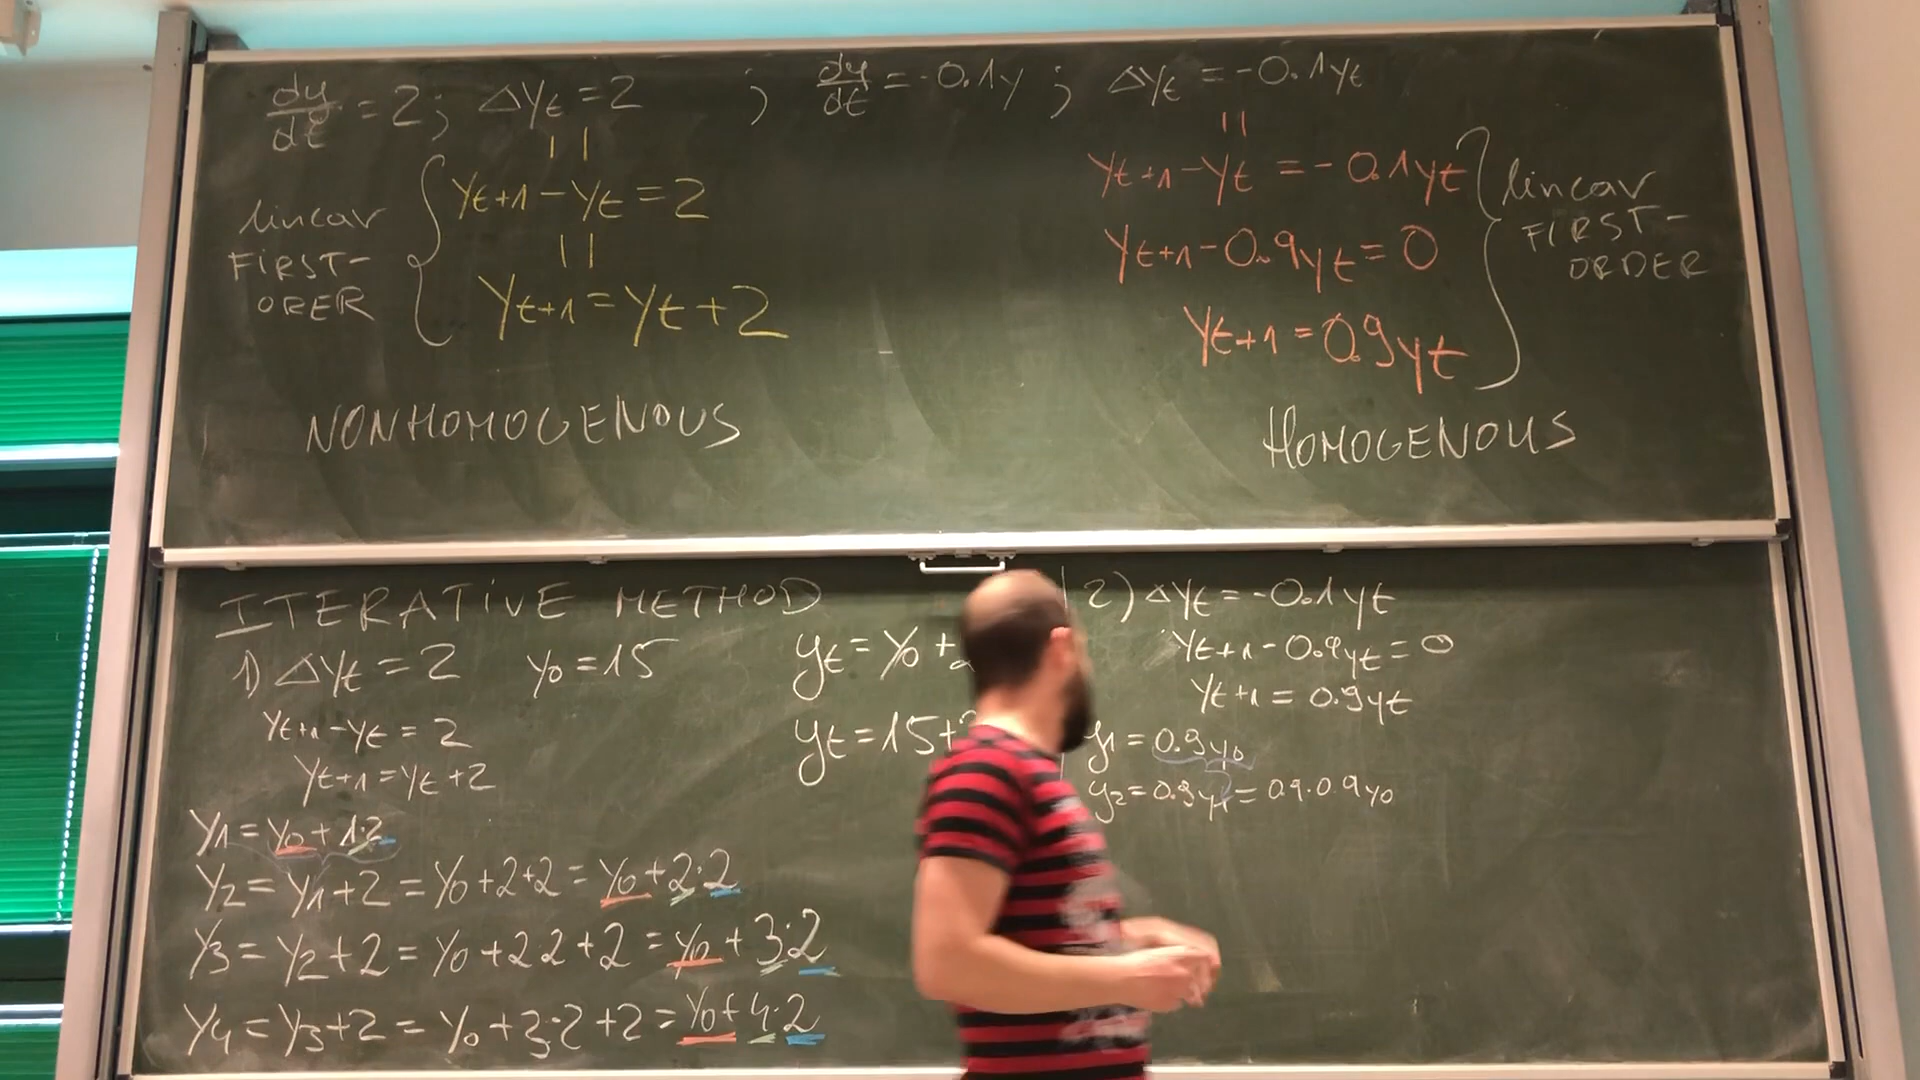 dy/dt = 2; Δyt = 2 ; dy/dt = -0.1y ; Δyt = -0.1yt
||
yt+1 - yt = 2
||
yt+1 = yt + 2
linear
FIRST-
ORER
NONHOMOGENOUS
||
yt+1 - yt = -0.1yt
yt+1 - 0.9yt = 0
yt+1 = 0.9yt
linear
FIRST-
ORDER
HOMOGENOUS
ITERATIVE METHOD
1) Δyt = 2 y0 = 15
yt+1 - yt = 2
yt+1 = yt + 2
y1 = y0 + 1·2
y2 = y1 + 2 = y0 + 2 + 2 = y0 + 2·2
y3 = y2 + 2 = y0 + 2·2 + 2 = y0 + 3·2
y4 = y3 + 2 = y0 + 3·2 + 2 = y0 + 4·2
yt = y0 +
yt = 15 +
2) Δyt = -0.1yt
yt+1 - 0.9yt = 0
yt+1 = 0.9yt
y1 = 0.9y0
y2 = 0.9y1 = 0.9·0.9y0